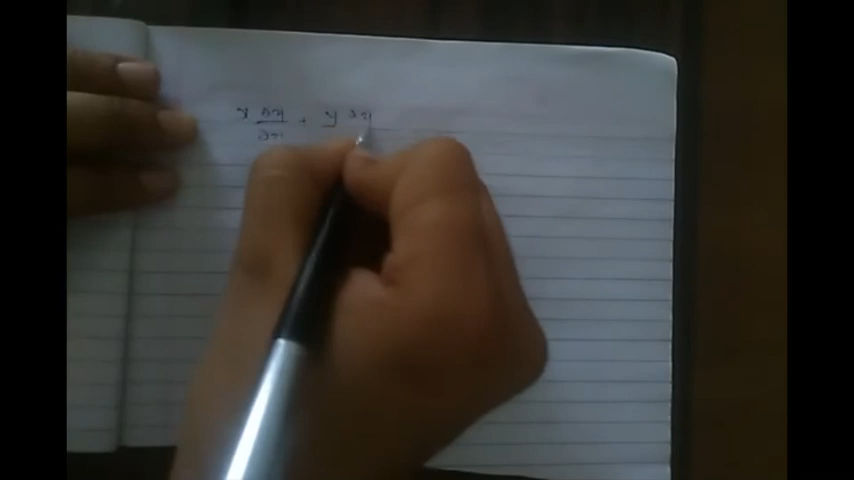 x ∂u/∂x + y ∂u